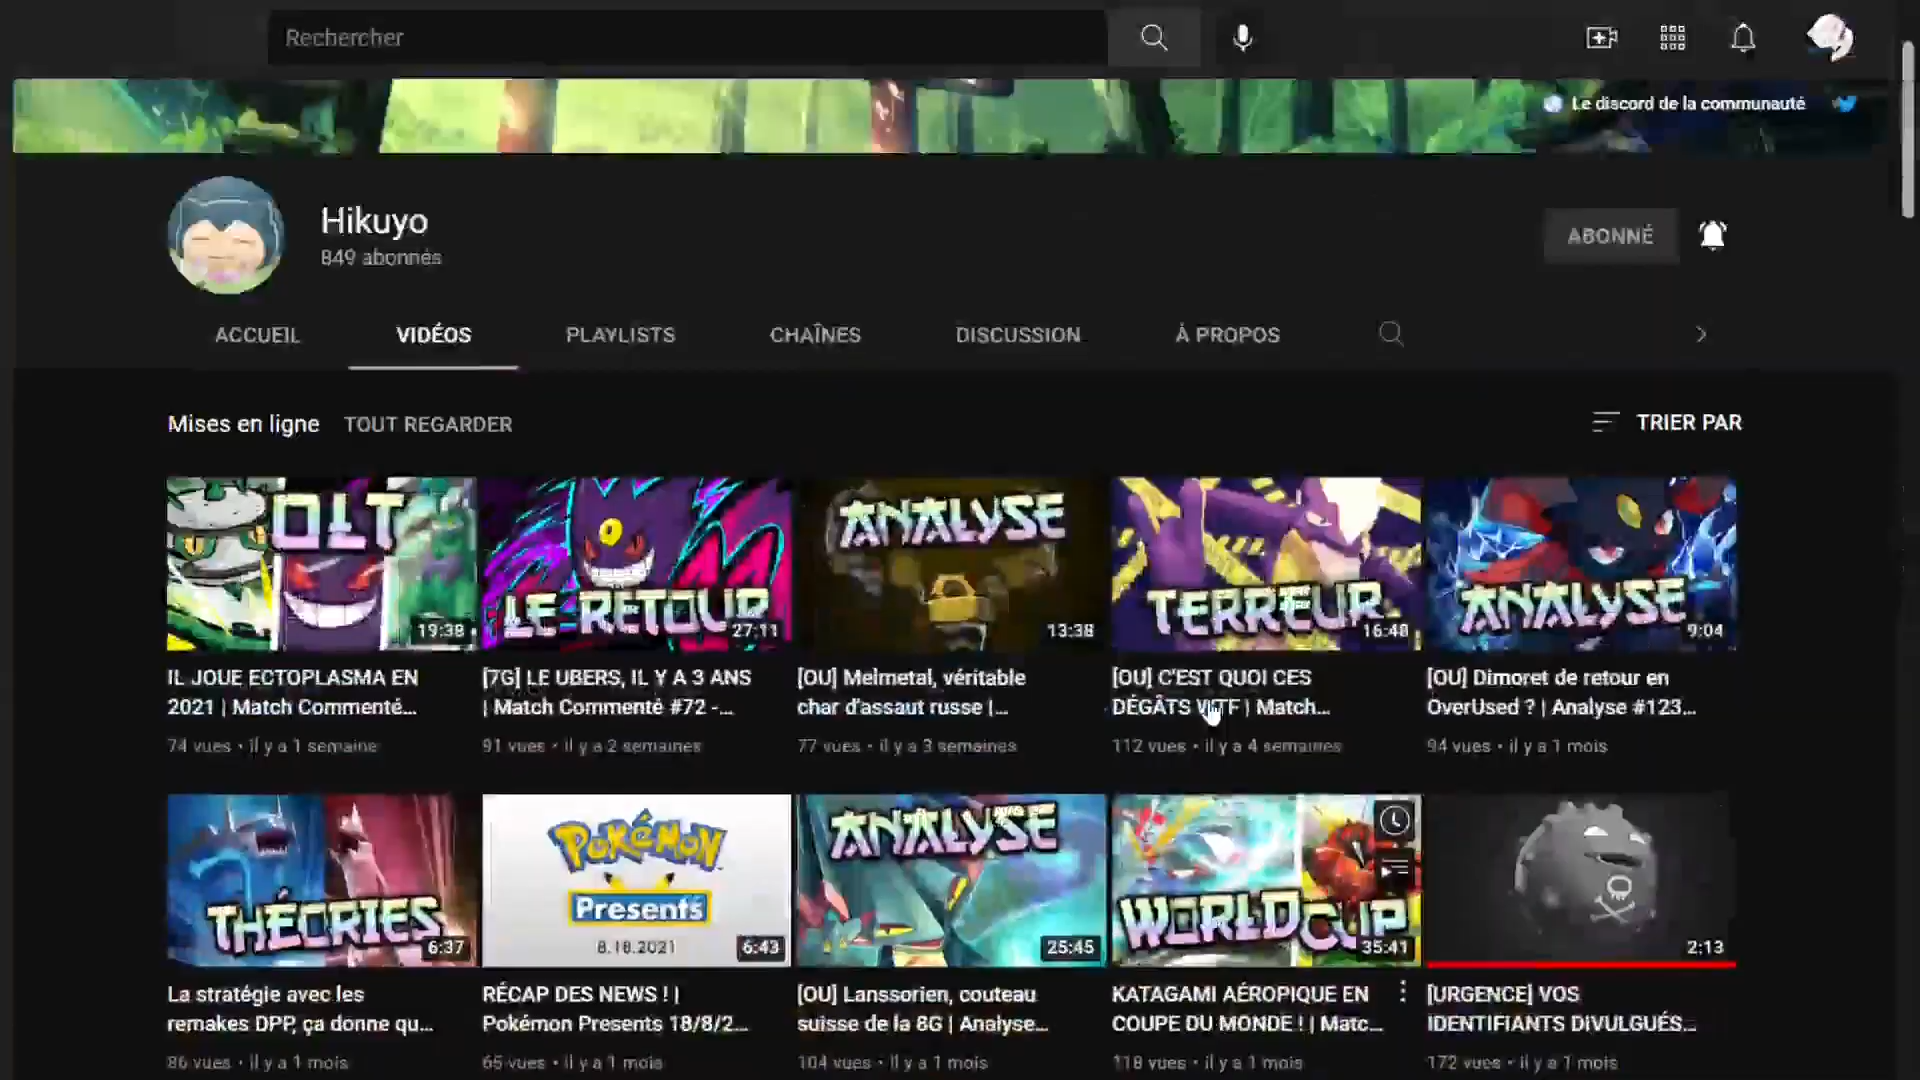 Rechercher
Le discord de la communauté
Hikuyo
849 abonnés
ABONNÉ
ACCUEIL VIDÉOS PLAYLISTS CHAÎNES DISCUSSION À PROPOS
Mises en ligne TOUT REGARDER
TRIER PAR
OLT
19:38
LE RETOUR
27:11
ANALYSE
13:38
TERREUR
16:48
ANALYSE
9:04
IL JOUE ECTOPLASMA EN
2021 | Match Commenté...
74 vues • il y a 1 semaine
[7G] LE UBERS, IL Y A 3 ANS
| Match Commenté #72 -...
91 vues • il y a 2 semaines
[OU] Melmetal, véritable
char d'assaut russe |...
77 vues • il y a 3 semaines
[OU] C'EST QUOI CES
DÉGÂTS WTF | Match...
112 vues • il y a 4 semaines
[OU] Dimoret de retour en
OverUsed ? | Analyse #123...
94 vues • il y a 1 mois
THÉORIES
6:37
POKéMON
Presents
8.18.2021
6:43
ANALYSE
25:45
WORLD CUP
35:41
2:13
La stratégie avec les
remakes DPP, ça donne qu...
86 vues • il y a 1 mois
RÉCAP DES NEWS ! |
Pokémon Presents 18/8/2...
65 vues • il y a 1 mois
[OU] Lanssorien, couteau
suisse de la 8G | Analyse...
104 vues • il y a 1 mois
KATAGAMI AÉROPIQUE EN
COUPE DU MONDE ! | Matc...
118 vues • il y a 1 mois
[URGENCE] VOS
IDENTIFIANTS DIVULGUÉS...
172 vues • il y a 1 mois